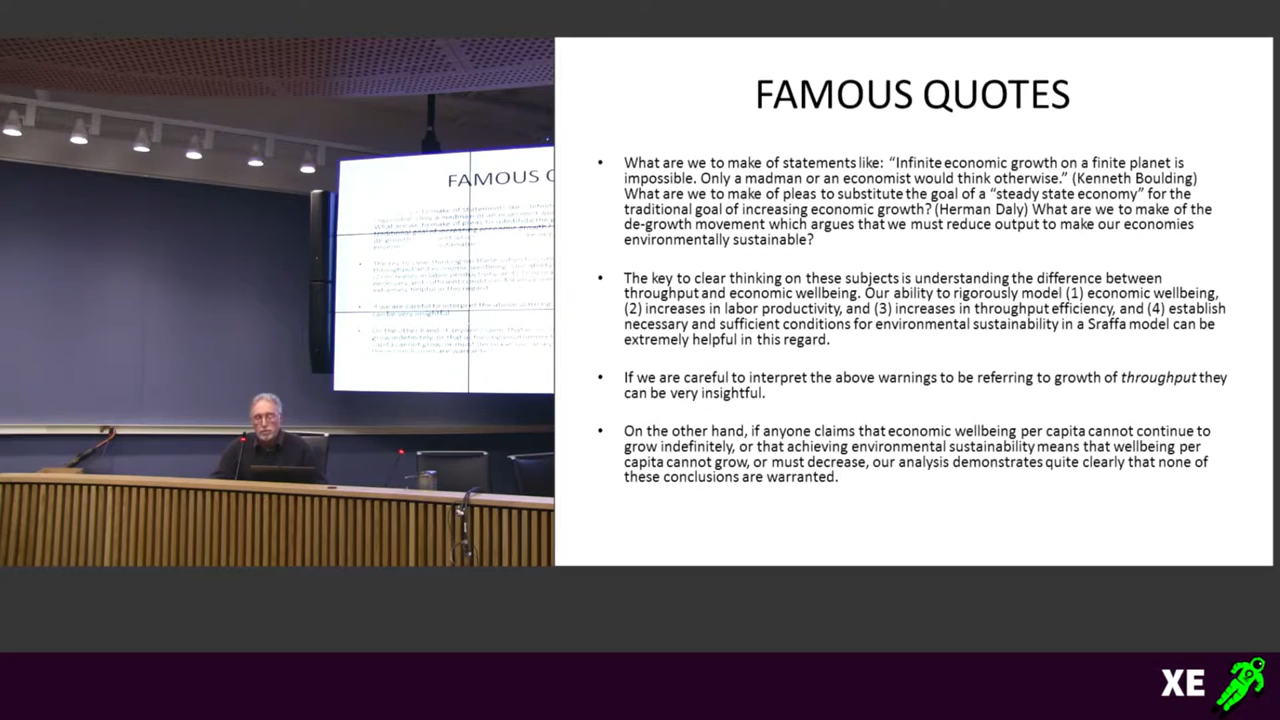 FAMOUS QUOTES
• What are we to make of statements like: “Infinite economic growth on a finite planet is
impossible. Only a madman or an economist would think otherwise.” (Kenneth Boulding)
What are we to make of pleas to substitute the goal of a “steady state economy” for the
traditional goal of increasing economic growth? (Herman Daly) What are we to make of the
de-growth movement which argues that we must reduce output to make our economies
environmentally sustainable?
• The key to clear thinking on these subjects is understanding the difference between
throughput and economic wellbeing. Our ability to rigorously model (1) economic wellbeing,
(2) increases in labor productivity, and (3) increases in throughput efficiency, and (4) establish
necessary and sufficient conditions for environmental sustainability in a Sraffa model can be
extremely helpful in this regard.
• If we are careful to interpret the above warnings to be referring to growth of throughput they
can be very insightful.
• On the other hand, if anyone claims that economic wellbeing per capita cannot continue to
grow indefinitely, or that achieving environmental sustainability means that wellbeing per
capita cannot grow, or must decrease, our analysis demonstrates quite clearly that none of
these conclusions are warranted.
FAMOUS
XE